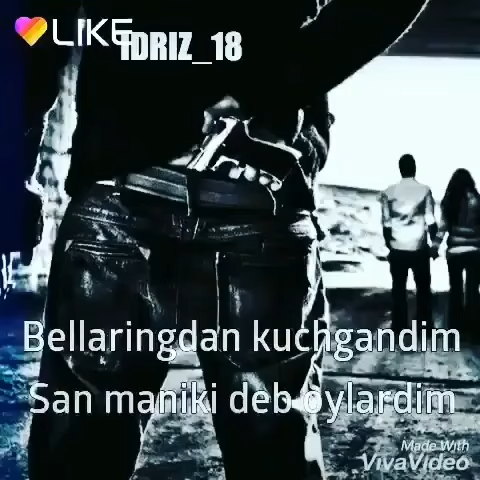 LIKE
IDRIZ_18
Bellaringdan kuchgandim
San maniki deb oylardim
Made With
VivaVideo